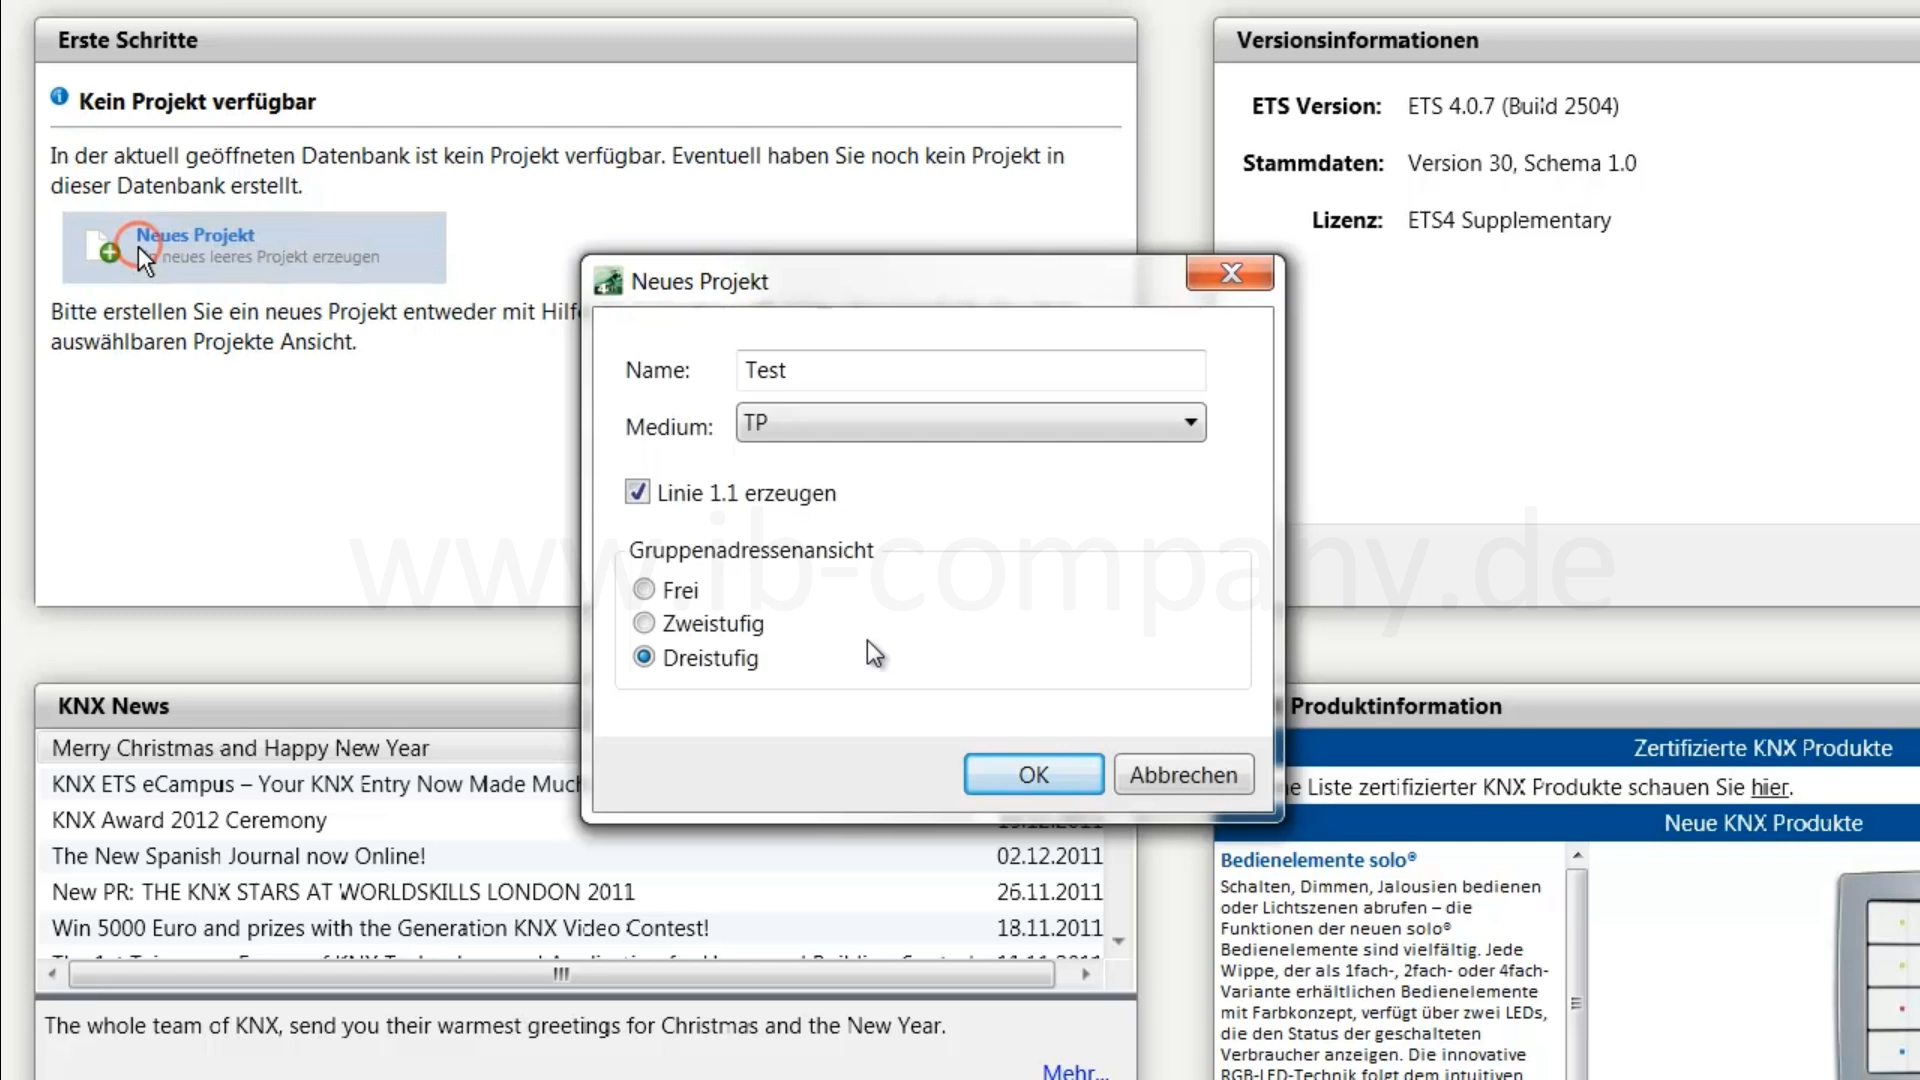 Erste Schritte
Kein Projekt verfügbar
In der aktuell geöffneten Datenbank ist kein Projekt verfügbar. Eventuell haben Sie noch kein Projekt in
dieser Datenbank erstellt.
Neues Projekt
neues leeres Projekt erzeugen
Bitte erstellen Sie ein neues Projekt entweder mit Hilfe
auswählbaren Projekte Ansicht.
Versionsinformationen
ETS Version: ETS 4.0.7 (Build 2504)
Stammdaten: Version 30, Schema 1.0
Lizenz: ETS4 Supplementary
Neues Projekt
Name: Test
Medium: TP
Linie 1.1 erzeugen
Gruppenadressenansicht
Frei
Zweistufig
Dreistufig
OK Abbrechen
www.ib-company.de
KNX News
Merry Christmas and Happy New Year
KNX ETS eCampus – Your KNX Entry Now Made Much
KNX Award 2012 Ceremony
The New Spanish Journal now Online! 02.12.2011
New PR: THE KNX STARS AT WORLDSKILLS LONDON 2011 26.11.2011
Win 5000 Euro and prizes with the Generation KNX Video Contest! 18.11.2011
The whole team of KNX, send you their warmest greetings for Christmas and the New Year.
Mehr...
Produktinformation
Zertifizierte KNX Produkte
e Liste zertifizierter KNX Produkte schauen Sie hier.
Neue KNX Produkte
Bedienelemente solo®
Schalten, Dimmen, Jalousien bedienen
oder Lichtszenen abrufen – die
Funktionen der neuen solo®
Bedienelemente sind vielfältig. Jede
Wippe, der als 1fach-, 2fach- oder 4fach-
Variante erhältlichen Bedienelemente
mit Farbkonzept, verfügt über zwei LEDs,
die den Status der geschalteten
Verbraucher anzeigen. Die innovative
RGB-LED-Technik folgt dem intuitiven